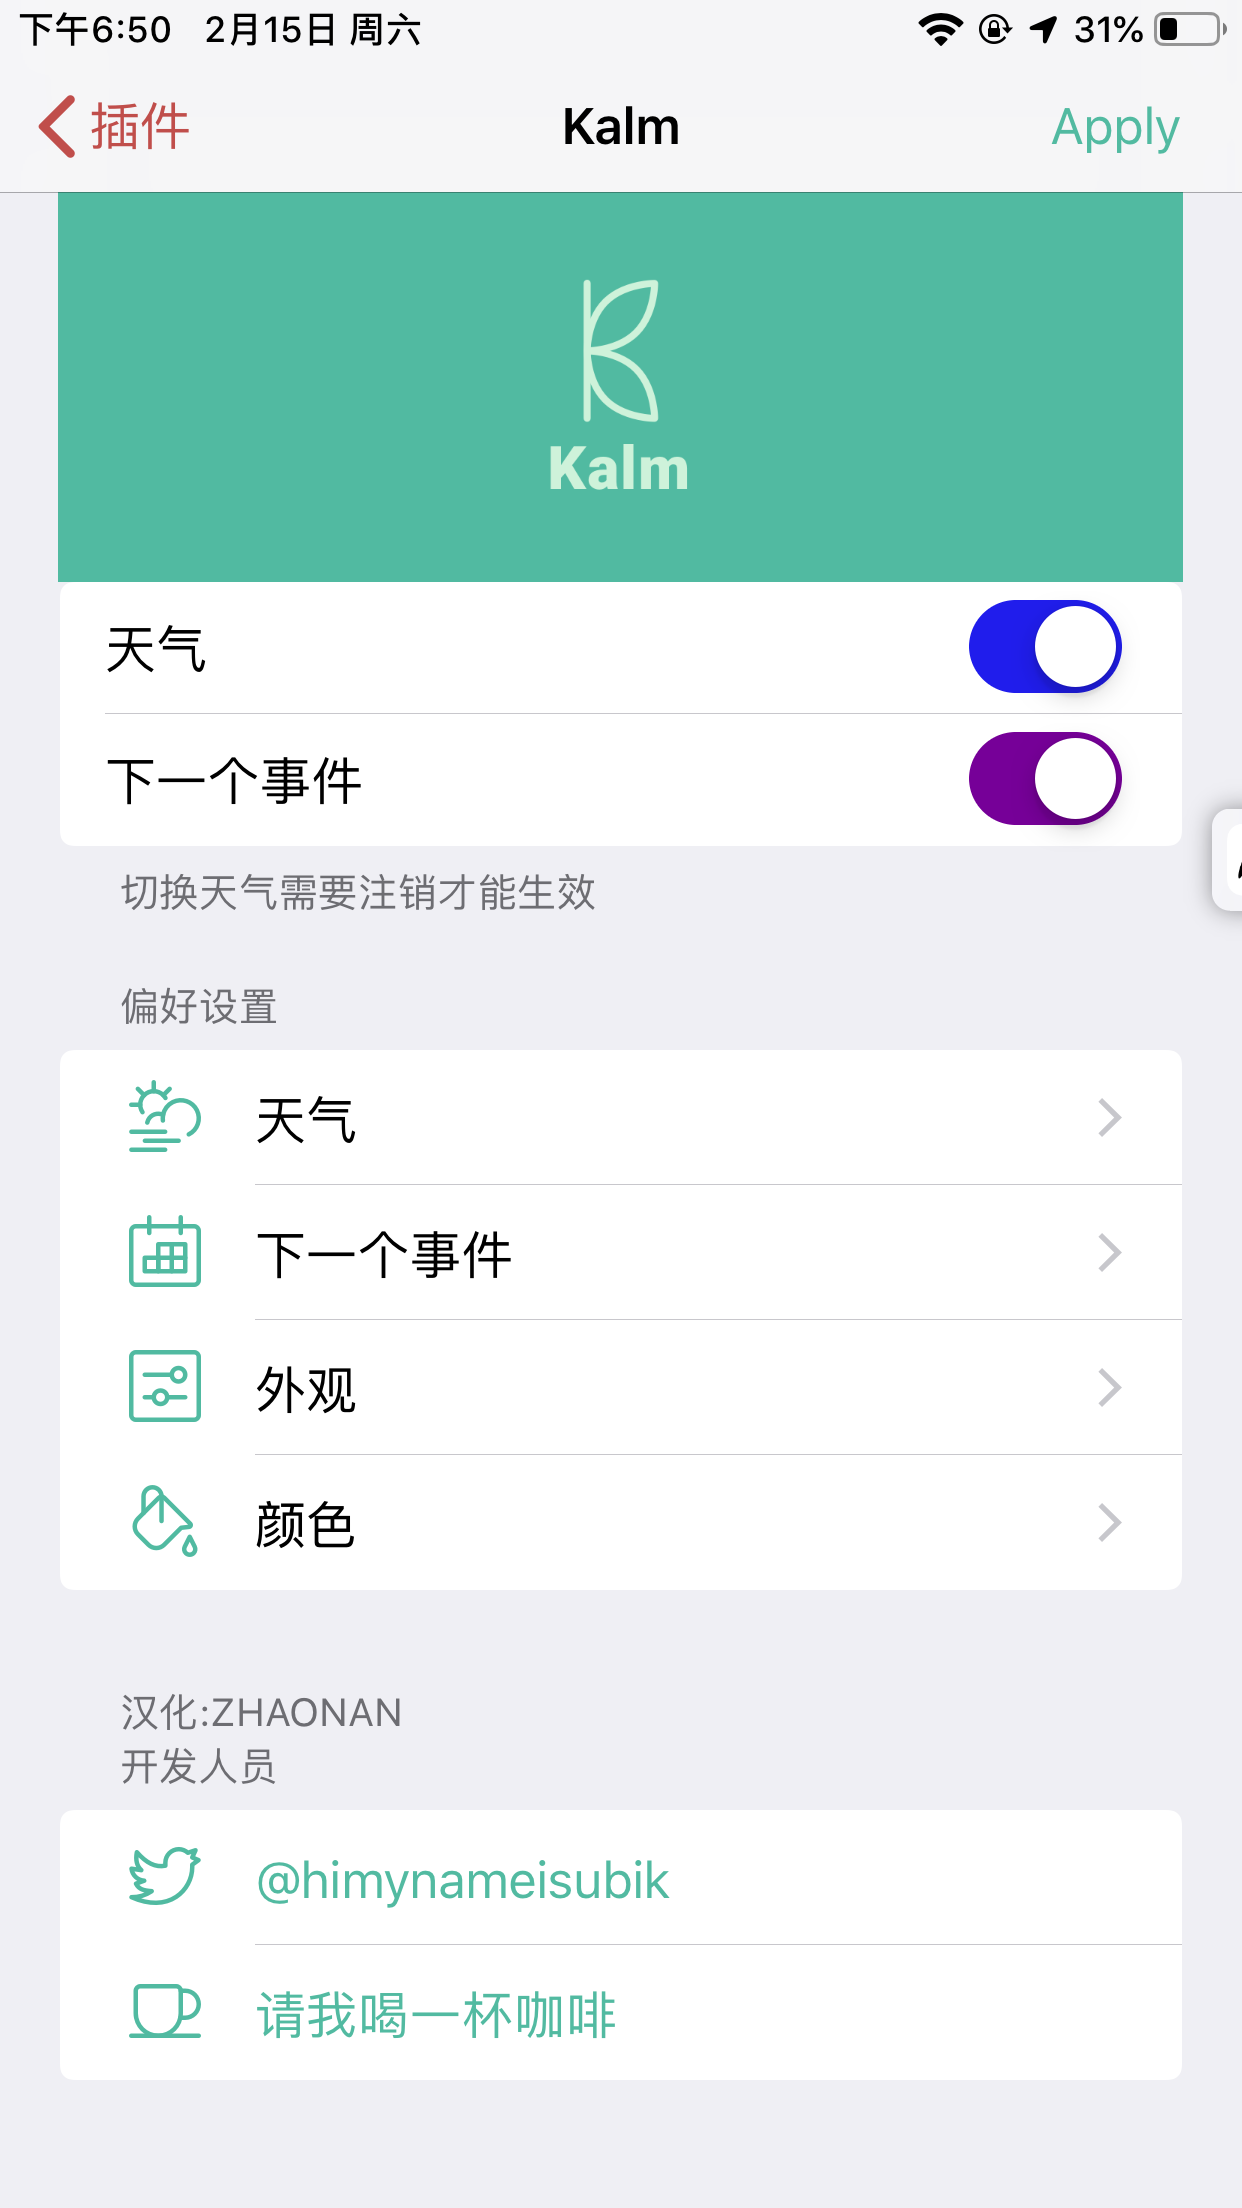 下午6:50 2月15日 周六 31%
插件 Kalm Apply
Kalm
天气
下一个事件
切换天气需要注销才能生效
偏好设置
天气
下一个事件
外观
颜色
汉化:ZHAONAN
开发人员
@himynameisubik
请我喝一杯咖啡